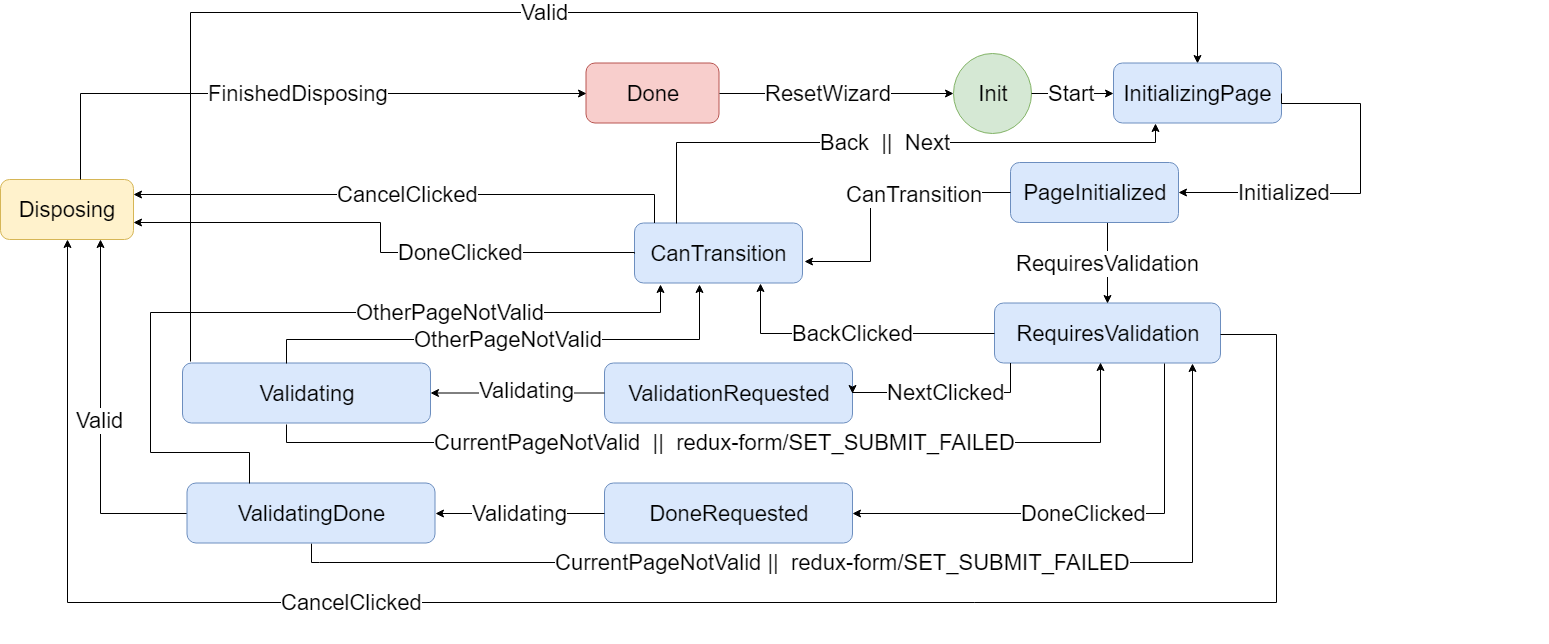 Valid
FinishedDisposing
Done
ResetWizard
Init
Start
InitializingPage
Back || Next
Disposing
CancelClicked
CanTransition
PageInitialized
Initialized
DoneClicked
CanTransition
RequiresValidation
OtherPageNotValid
OtherPageNotValid
BackClicked
RequiresValidation
Validating
Validating
ValidationRequested
NextClicked
Valid
CurrentPageNotValid || redux-form/SET_SUBMIT_FAILED
ValidatingDone
Validating
DoneRequested
DoneClicked
CurrentPageNotValid || redux-form/SET_SUBMIT_FAILED
CancelClicked